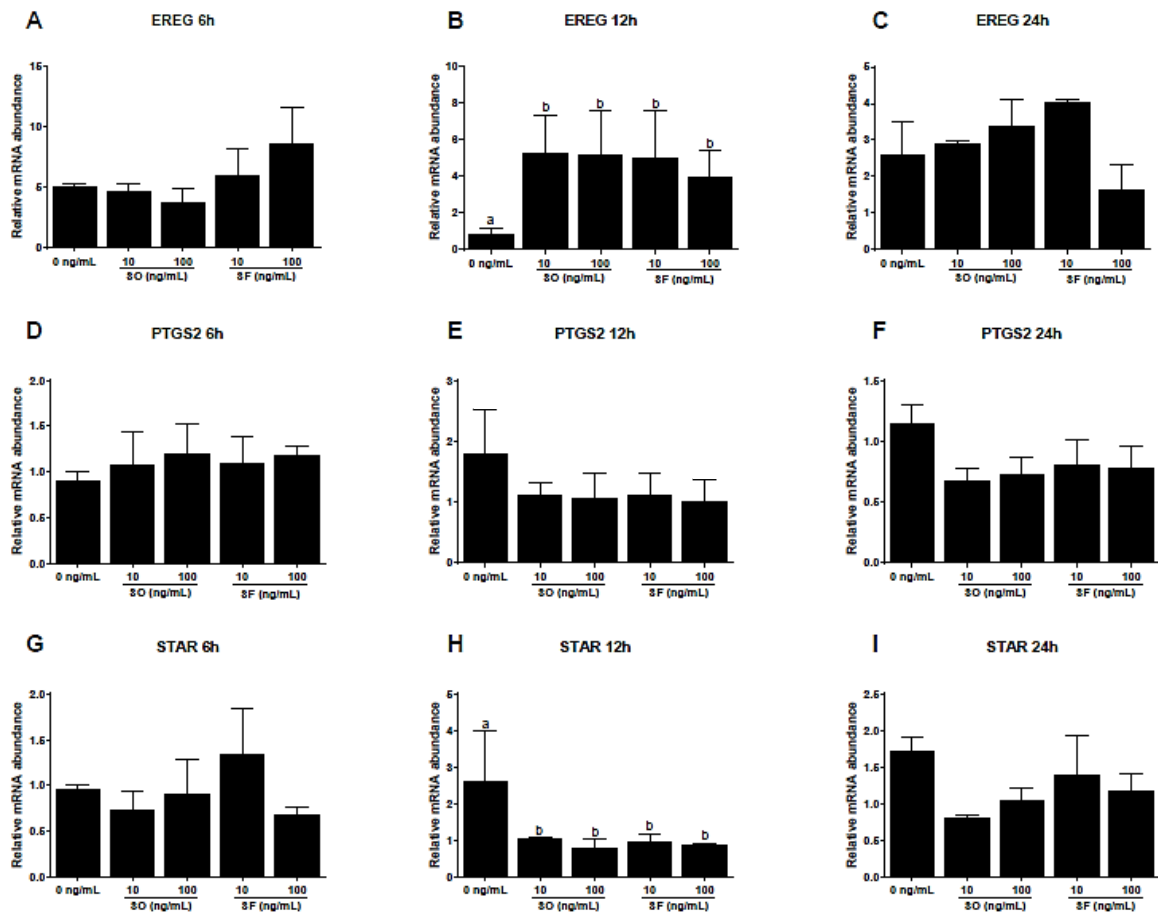 A
EREG 6h
Relative mRNA abundance
15
10
5
0
0 ng/mL 10 100 10 100
SO (ng/mL) SF (ng/mL)
B
EREG 12h
Relative mRNA abundance
10
8
6
4
2
0
a b b b b
0 ng/mL 10 100 10 100
SO (ng/mL) SF (ng/mL)
C
EREG 24h
Relative mRNA abundance
5
4
3
2
1
0
0 ng/mL 10 100 10 100
SO (ng/mL) SF (ng/mL)
D
PTGS2 6h
Relative mRNA abundance
2.0
1.5
1.0
0.5
0.0
0 ng/mL 10 100 10 100
SO (ng/mL) SF (ng/mL)
E
PTGS2 12h
Relative mRNA abundance
3
2
1
0
0 ng/mL 10 100 10 100
SO (ng/mL) SF (ng/mL)
F
PTGS2 24h
Relative mRNA abundance
1.5
1.0
0.5
0.0
0 ng/mL 10 100 10 100
SO (ng/mL) SF (ng/mL)
G
STAR 6h
Relative mRNA abundance
2.0
1.5
1.0
0.5
0.0
0 ng/mL 10 100 10 100
SO (ng/mL) SF (ng/mL)
H
STAR 12h
Relative mRNA abundance
5
4
3
2
1
0
a b b b b
0 ng/mL 10 100 10 100
SO (ng/mL) SF (ng/mL)
I
STAR 24h
Relative mRNA abundance
2.5
2.0
1.5
1.0
0.5
0.0
0 ng/mL 10 100 10 100
SO (ng/mL) SF (ng/mL)